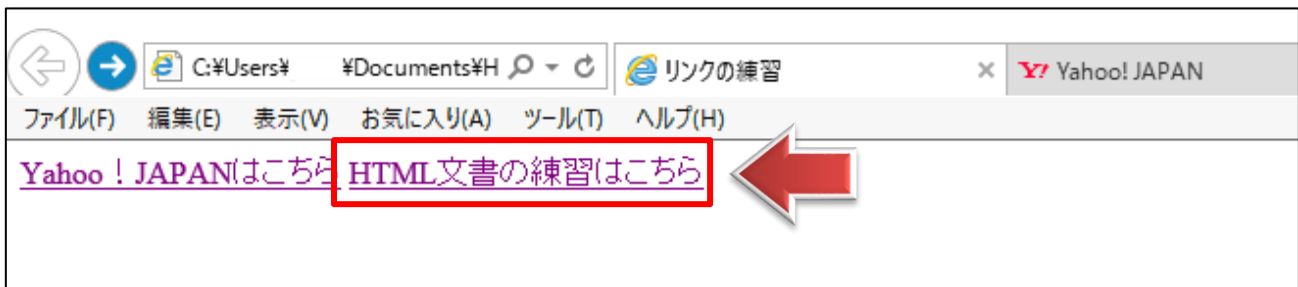 C:¥Users¥ ¥Documents¥H リンクの練習 Y! Yahoo! JAPAN
ファイル(F) 編集(E) 表示(V) お気に入り(A) ツール(T) ヘルプ(H)
Yahoo！JAPANはこちら HTML文書の練習はこちら